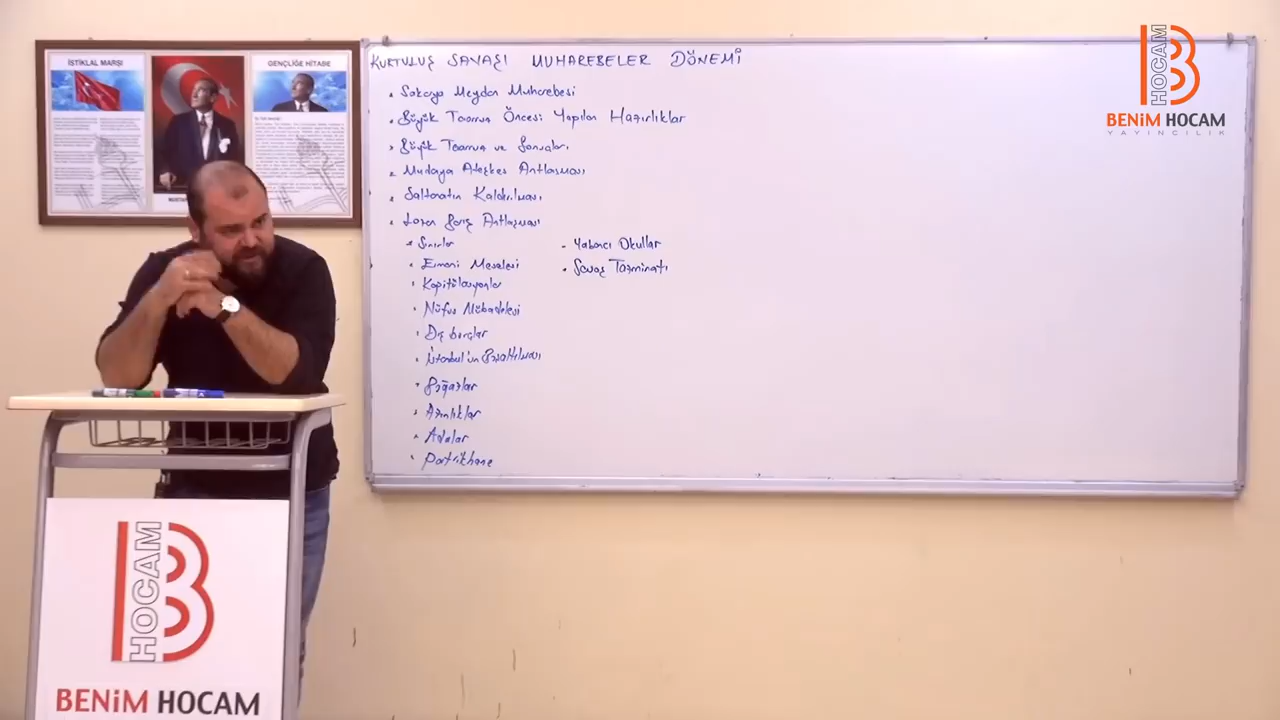 İSTİKLAL MARŞI
GENÇLİĞE HİTABE
KURTULUŞ SAVAŞI MUHAREBELER DÖNEMİ
Sakarya Meydan Muharebesi
Büyük Taarruz Öncesi Yapılan Hazırlıklar
Büyük Taarruz ve Sonuçları
Mudanya Ateşkes Antlaşması
Saltanatın Kaldırılması
Lozan Barış Antlaşması
Sınırlar
Ermeni Meselesi
Kapitülasyonlar
Nüfus Mübadelesi
Dış borçlar
İstanbul'un Boşaltılması
Boğazlar
Azınlıklar
Adalar
Patrikhane
- Yabancı Okullar
Savaş Tazminatı
HOCAM B
BENiM HOCAM
YAYINCILIK
HOCAM B
BENiM HOCAM